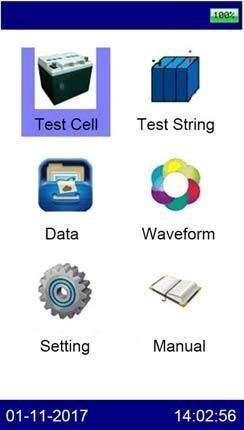 100%
Test Cell
Test String
Data
Waveform
Setting
Manual
01-11-2017
14:02:56